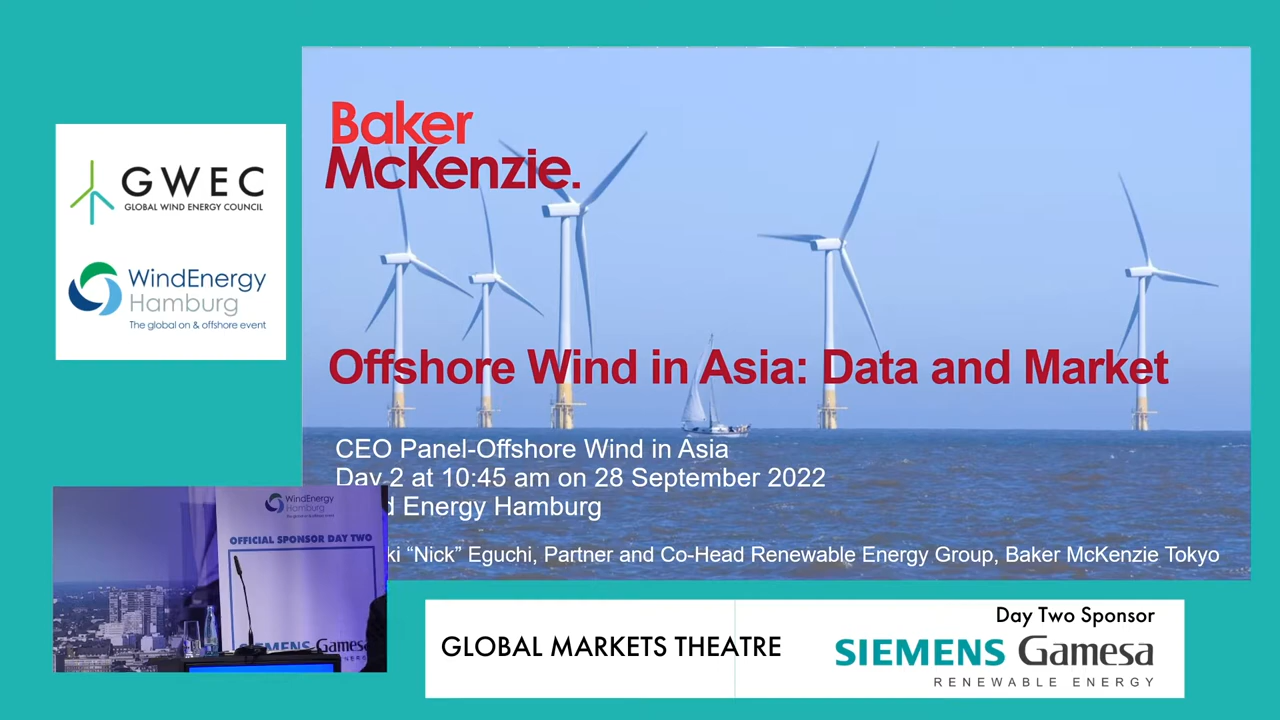 GWEC
GLOBAL WIND ENERGY COUNCIL
WindEnergy
Hamburg
The global on & offshore event
Baker
McKenzie.
Offshore Wind in Asia: Data and Market
CEO Panel-Offshore Wind in Asia
Day 2 at 10:45 am on 28 September 2022
Energy Hamburg
“Nick” Eguchi, Partner and Co-Head Renewable Energy Group, Baker McKenzie Tokyo
WindEnergy
Hamburg
OFFICIAL SPONSOR DAY TWO
Gamesa
GLOBAL MARKETS THEATRE
Day Two Sponsor
SIEMENS Gamesa
RENEWABLE ENERGY